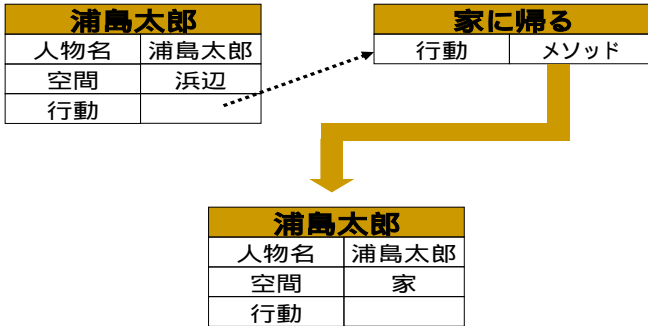 浦島太郎
人物名 浦島太郎
空間 浜辺
行動
家に帰る
行動 メソッド
浦島太郎
人物名 浦島太郎
空間 家
行動